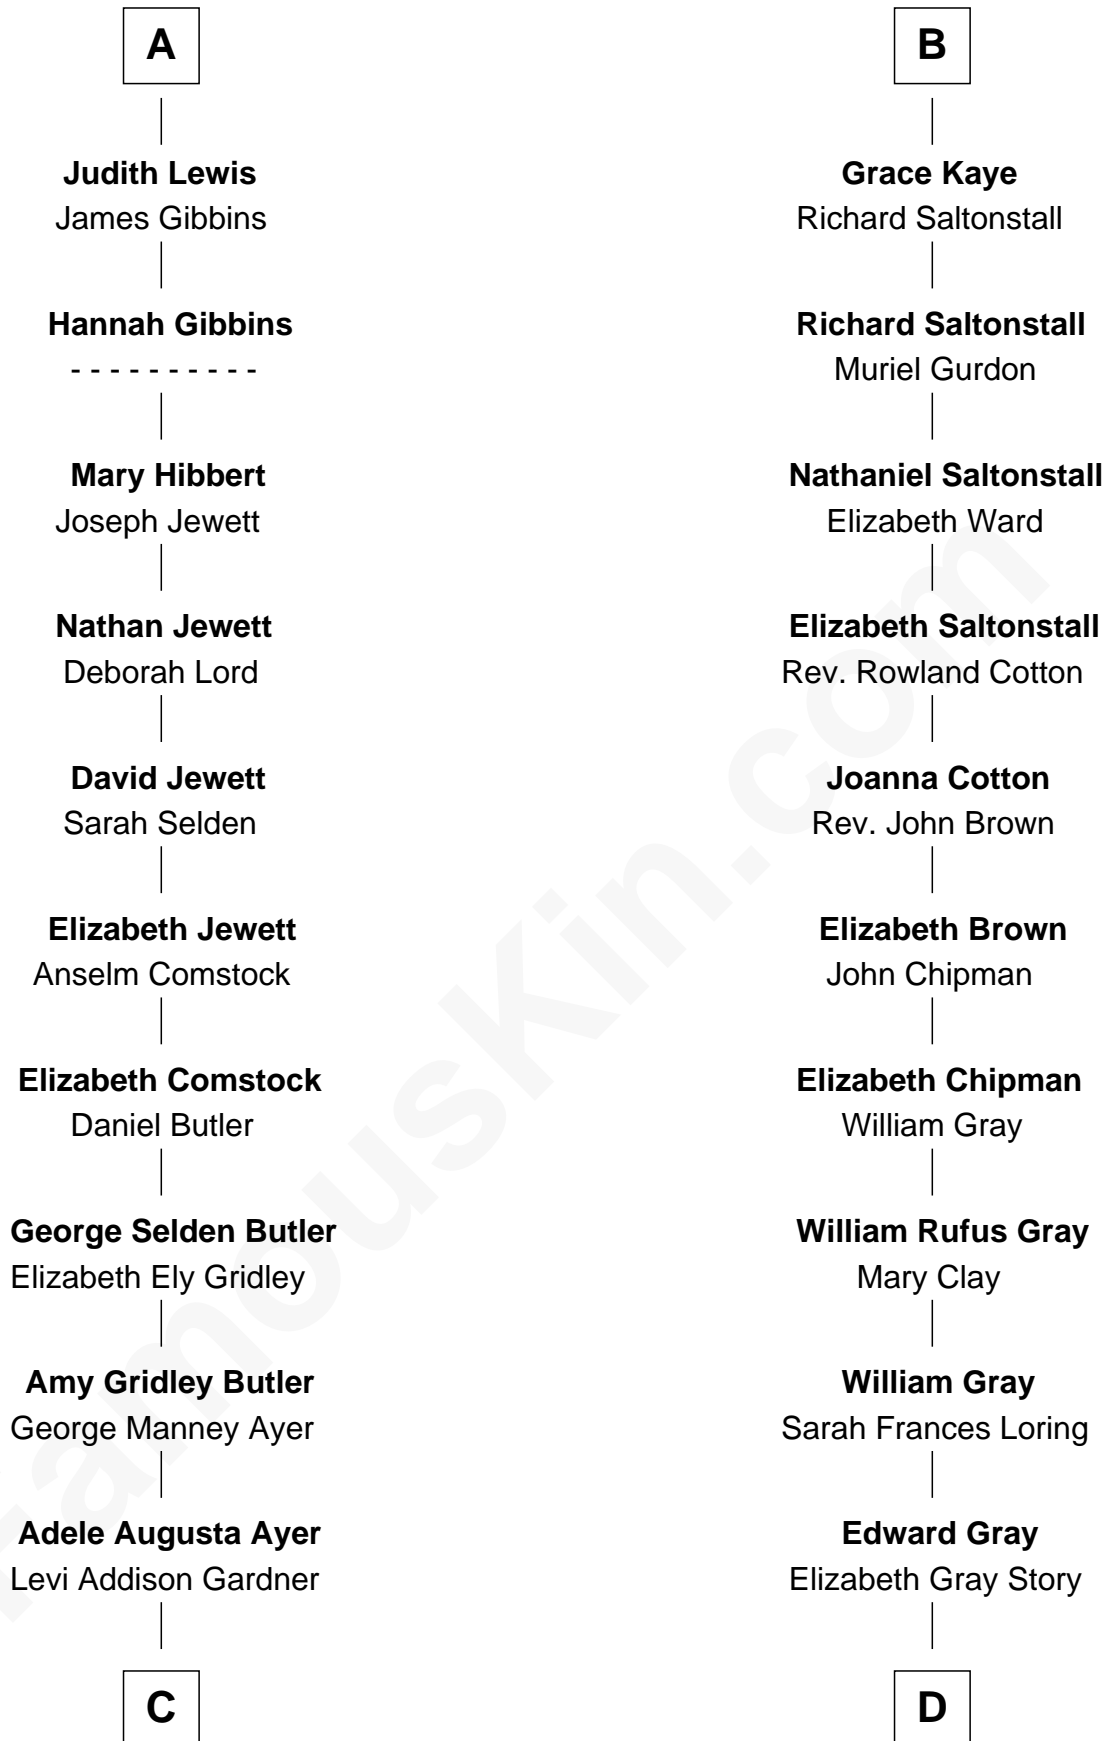 A
Judith Lewis
James Gibbins
Hannah Gibbins
- - - - - - - - - -
Mary Hibbert
Joseph Jewett
Nathan Jewett
Deborah Lord
David Jewett
Sarah Selden
Elizabeth Jewett
Anselm Comstock
Elizabeth Comstock
Daniel Butler
George Selden Butler
Elizabeth Ely Gridley
Amy Gridley Butler
George Manney Ayer
Adele Augusta Ayer
Levi Addison Gardner
C
B
Grace Kaye
Richard Saltonstall
Richard Saltonstall
Muriel Gurdon
Nathaniel Saltonstall
Elizabeth Ward
Elizabeth Saltonstall
Rev. Rowland Cotton
Joanna Cotton
Rev. John Brown
Elizabeth Brown
John Chipman
Elizabeth Chipman
William Gray
William Rufus Gray
Mary Clay
William Gray
Sarah Frances Loring
Edward Gray
Elizabeth Gray Story
D
FamousKin.com